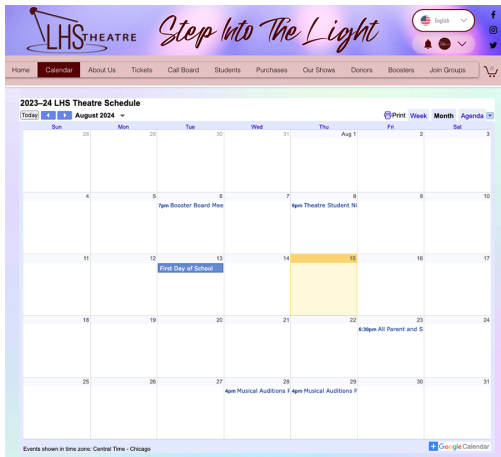 LHS THEATRE
Step Into The Light
English
Home Calendar About Us Tickets Call Board Students Purchases Our Shows Donors Boosters Join Groups
2023–24 LHS Theatre Schedule
Today August 2024 Print Week Month Agenda
Sun Mon Tue Wed Thu Fri Sat
28 29 30 31 Aug 1 2 3
4 5 6 7 8 9 10
7pm Booster Board Mee 6pm Theatre Student Ni
11 12 13 14 15 16 17
First Day of School
18 19 20 21 22 23 24
6:30pm All Parent and S
25 26 27 28 29 30 31
4pm Musical Auditions F 4pm Musical Auditions F
Events shown in time zone: Central Time - Chicago
Google Calendar